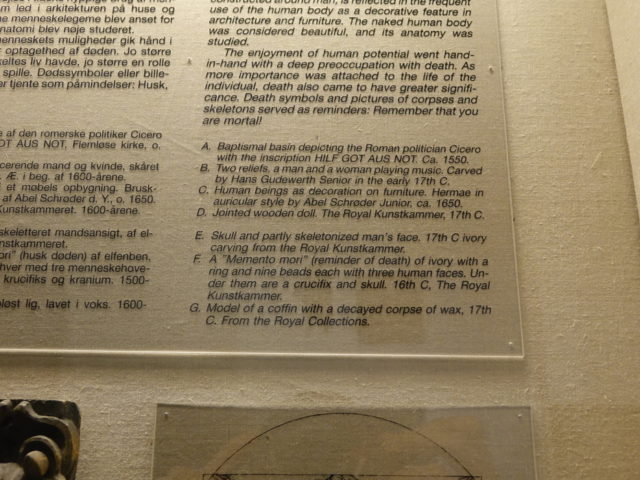 am led i arkitekturen på huse og
ne menneskelegeme blev anset for
natomi blev nøje studeret.
menneskets muligheder gik hånd i
optagethed af døden. Jo større
keltes liv havde, jo større en rolle
spille. Dødssymboler eller bille-
er tjente som påmindelser: Husk,
e af den romerske politiker Cicero
OT AUS NOT, Flemløse kirke, o.
cerende mand og kvinde, skåret
. Æ. i beg. af 1600-årene.
et møbels opbygning. Brusk-
af Abel Schrøder d. Y., o. 1650.
Kunstkammeret. 1600-årene.
skeletteret mandsansigt, af el-
nstkammeret.
ori" (husk døden) af elfenben.
hver med tre menneskehove-
krucifiks og kranium. 1500-
pløst lig, lavet i voks. 1600-
constructed around man, is reflected in the frequent
use of the human body as a decorative feature in
architecture and furniture. The naked human body
was considered beautiful, and its anatomy was
studied.
The enjoyment of human potential went hand-
in-hand with a deep preoccupation with death. As
more importance was attached to the life of the
individual, death also came to have greater signifi-
cance. Death symbols and pictures of corpses and
skeletons served as reminders: Remember that you
are mortal!
A. Baptismal basin depicting the Roman politician Cicero
with the inscription HILF GOT AUS NOT. Ca. 1550.
B. Two reliefs, a man and a woman playing music. Carved
by Hans Gudewerth Senior in the early 17th C.
C. Human beings as decoration on furniture. Hermae in
auricular style by Abel Schrøder Junior, ca. 1650.
D. Jointed wooden doll. The Royal Kunstkammer, 17th C.
E. Skull and partly skeletonized man's face. 17th C ivory
carving from the Royal Kunstkammer.
F. A "Memento mori" (reminder of death) of ivory with a
ring and nine beads each with three human faces. Un-
der them are a crucifix and skull. 16th C, The Royal
Kunstkammer.
G. Model of a coffin with a decayed corpse of wax, 17th
C. From the Royal Collections.